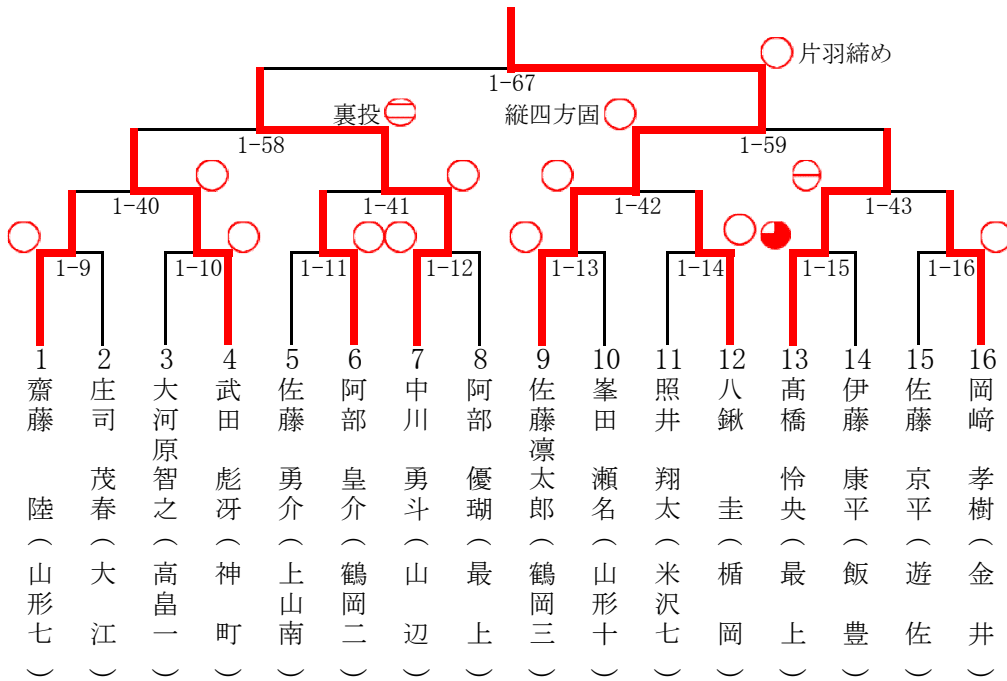 片羽締め
1-67
裏投
縦四方固
1-58
1-59
1-40
1-41
1-42
1-43
1-9
1-10
1-11
1-12
1-13
1-14
1-15
1-16
1
齋藤 陸(山形七)
2
庄司 茂春(大江)
3
大河原智之(高畠一)
4
武田 彪冴(神町)
5
佐藤 勇介(上山南)
6
阿部 皇介(鶴岡二)
7
中川 勇斗(山辺)
8
阿部 優瑚(最上)
9
佐藤凛太郎(鶴岡三)
10
峯田 瀬名(山形十)
11
照井 翔太(米沢七)
12
八鍬 圭(楯岡)
13
髙橋 怜央(最上)
14
伊藤 康平(飯豊)
15
佐藤 京平(遊佐)
16
岡﨑 孝樹(金井)